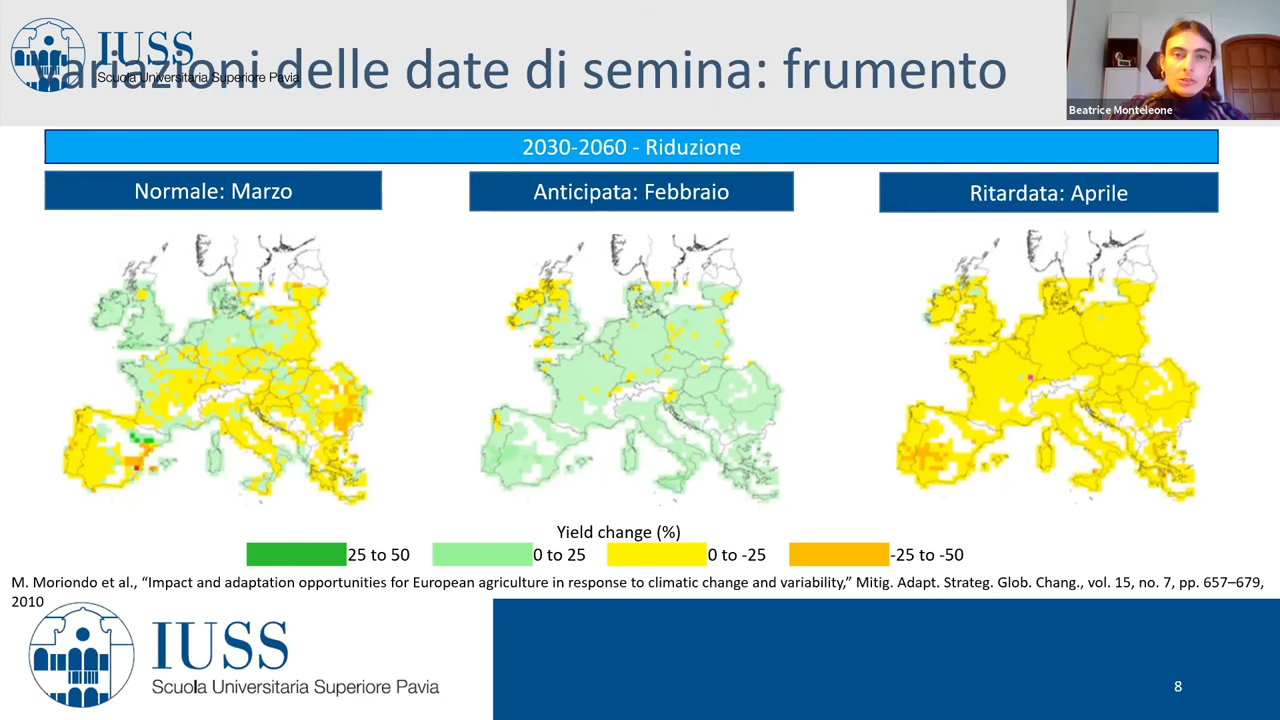 IUSS
Scuola Universitaria Superiore Pavia
Variazioni delle date di semina: frumento
Beatrice Monteleone
2030-2060 - Riduzione
Normale: Marzo
Anticipata: Febbraio
Ritardata: Aprile
Yield change (%)
25 to 50
0 to 25
0 to -25
-25 to -50
M. Moriondo et al., “Impact and adaptation opportunities for European agriculture in response to climatic change and variability,” Mitig. Adapt. Strateg. Glob. Chang., vol. 15, no. 7, pp. 657–679,
2010
IUSS
Scuola Universitaria Superiore Pavia
8